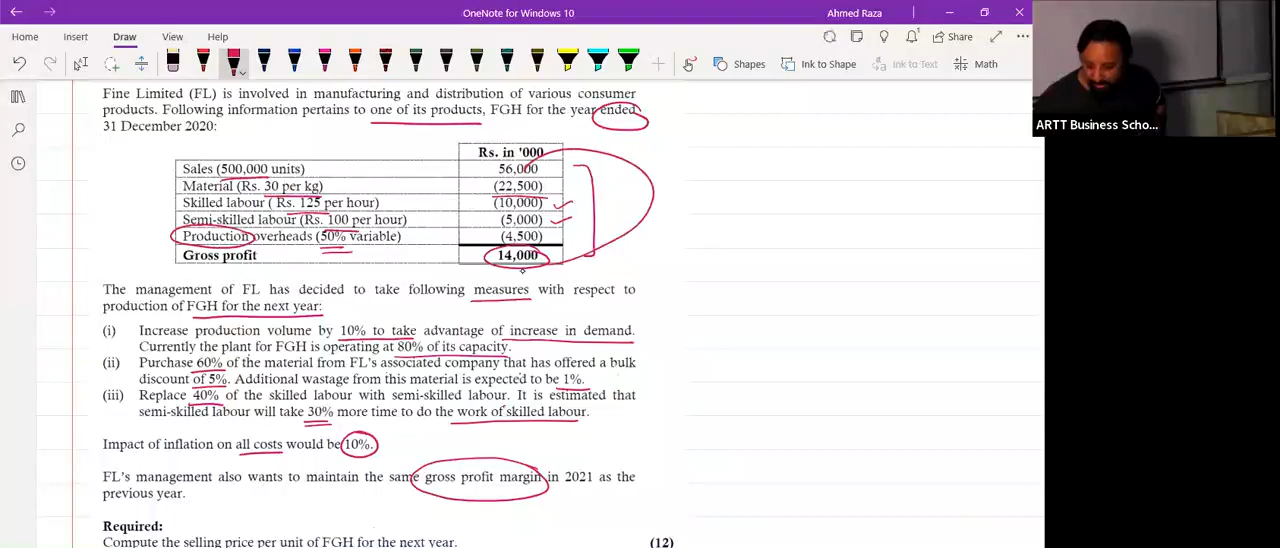 OneNote for Windows 10
Ahmed Raza
Home Insert Draw View Help
Share
Shapes Ink to Shape Ink to Text Math
ARTT Business Scho...
Fine Limited (FL) is involved in manufacturing and distribution of various consumer
products. Following information pertains to one of its products, FGH for the year ended
31 December 2020:
Rs. in '000
Sales (500,000 units) 56,000
Material (Rs. 30 per kg) (22,500)
Skilled labour ( Rs. 125 per hour) (10,000)
Semi-skilled labour (Rs. 100 per hour) (5,000)
Production overheads (50% variable) (4,500)
Gross profit 14,000
The management of FL has decided to take following measures with respect to
production of FGH for the next year:
(i) Increase production volume by 10% to take advantage of increase in demand.
Currently the plant for FGH is operating at 80% of its capacity.
(ii) Purchase 60% of the material from FL's associated company that has offered a bulk
discount of 5%. Additional wastage from this material is expected to be 1%.
(iii) Replace 40% of the skilled labour with semi-skilled labour. It is estimated that
semi-skilled labour will take 30% more time to do the work of skilled labour.
Impact of inflation on all costs would be 10%.
FL's management also wants to maintain the same gross profit margin in 2021 as the
previous year.
Required:
Compute the selling price per unit of FGH for the next year. (12)